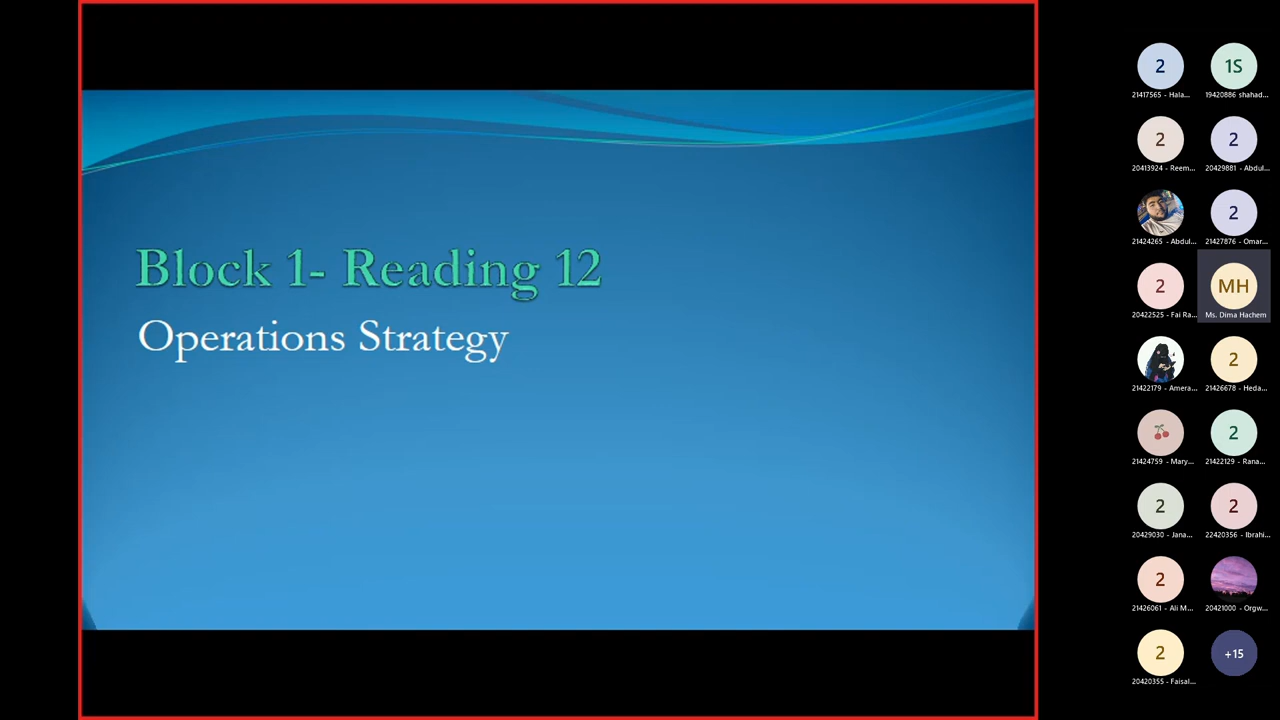 Block 1- Reading 12
Operations Strategy
2
21417565 - Hala...
1S
19420886 shahad...
2
20413924 - Reem...
2
20429881 - Abdul...
21424265 - Abdul...
2
21427876 - Omar...
2
20422525 - Fai Ra...
MH
Ms. Dima Hachem
21422179 - Amera...
2
21426678 - Heda...
21424759 - Mary...
2
21422129 - Rana...
2
20429030 - Jana...
2
22420356 - Ibrahi...
2
21426061 - Ali M...
20421000 - Orgw...
2
20420355 - Faisal...
+15